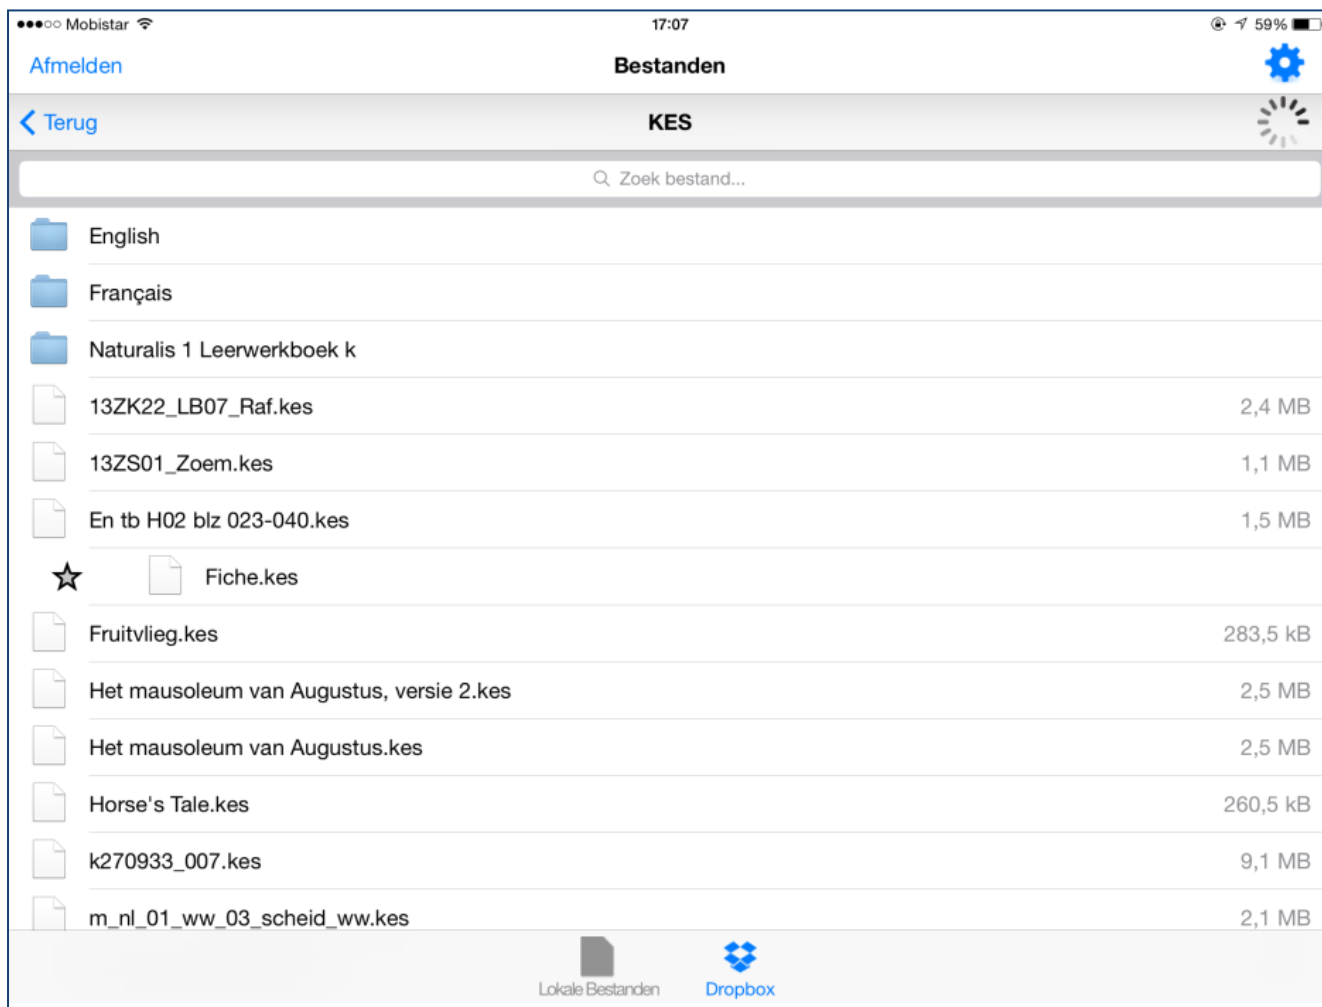 Mobistar 17:07 59%
Afmelden Bestanden
Terug KES
Zoek bestand...
English
Français
Naturalis 1 Leerwerkboek k
13ZK22_LB07_Raf.kes 2,4 MB
13ZS01_Zoem.kes 1,1 MB
En tb H02 blz 023-040.kes 1,5 MB
Fiche.kes
Fruitvlieg.kes 283,5 kB
Het mausoleum van Augustus, versie 2.kes 2,5 MB
Het mausoleum van Augustus.kes 2,5 MB
Horse's Tale.kes 260,5 kB
k270933_007.kes 9,1 MB
m_nl_01_ww_03_scheid_ww.kes 2,1 MB
Lokale Bestanden Dropbox